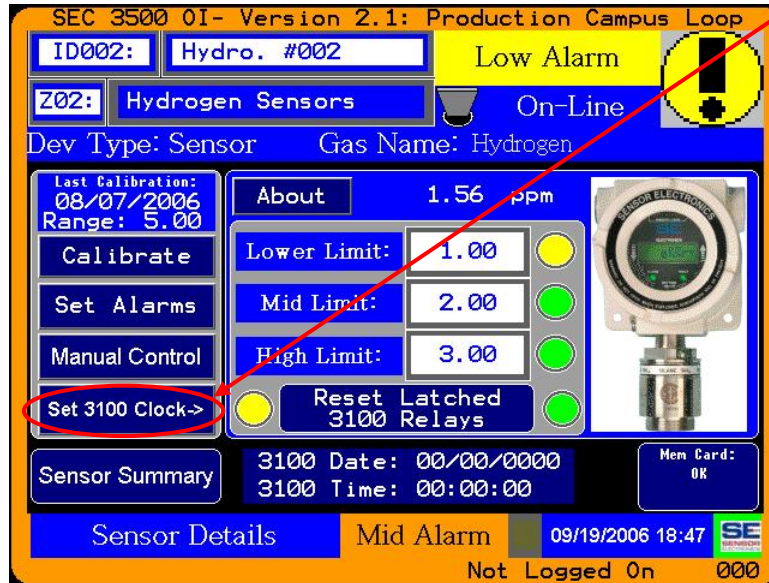 SEC 3500 OI- Version 2.1: Production Campus Loop
ID002: Hydro. #002
Low Alarm
Z02: Hydrogen Sensors
On-Line
Dev Type: Sensor Gas Name: Hydrogen
Last Calibration:
08/07/2006
Range: 5.00
About 1.56 ppm
Calibrate
Lower Limit: 1.00
Set Alarms
Mid Limit: 2.00
Manual Control
High Limit: 3.00
Set 3100 Clock->
Reset Latched
3100 Relays
SENSOR ELECTRONICS
Sensor Summary
3100 Date: 00/00/0000
3100 Time: 00:00:00
Mem Card:
OK
Sensor Details
Mid Alarm
09/19/2006 18:47
SE
SENSOR
Not Logged On 000